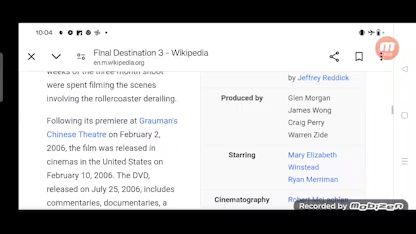 10:04
FInal Destination 3 - Wikipedia
en.m.wikipedia.org
weeks of the three-month shoot
were spent filming the scenes
involving the rollercoaster derailing.
Following its premiere at Grauman's
Chinese Theatre on February 2,
2006, the film was released in
cinemas in the United States on
February 10, 2006. The DVD,
released on July 25, 2006, includes
commentaries, documentaries, a
by Jeffrey Reddick
Produced by Glen Morgan
James Wong
Craig Perry
Warren Zide
Starring Mary Elizabeth
Winstead
Ryan Merriman
Cinematography Robert McLachlan
Recorded by Mobizen